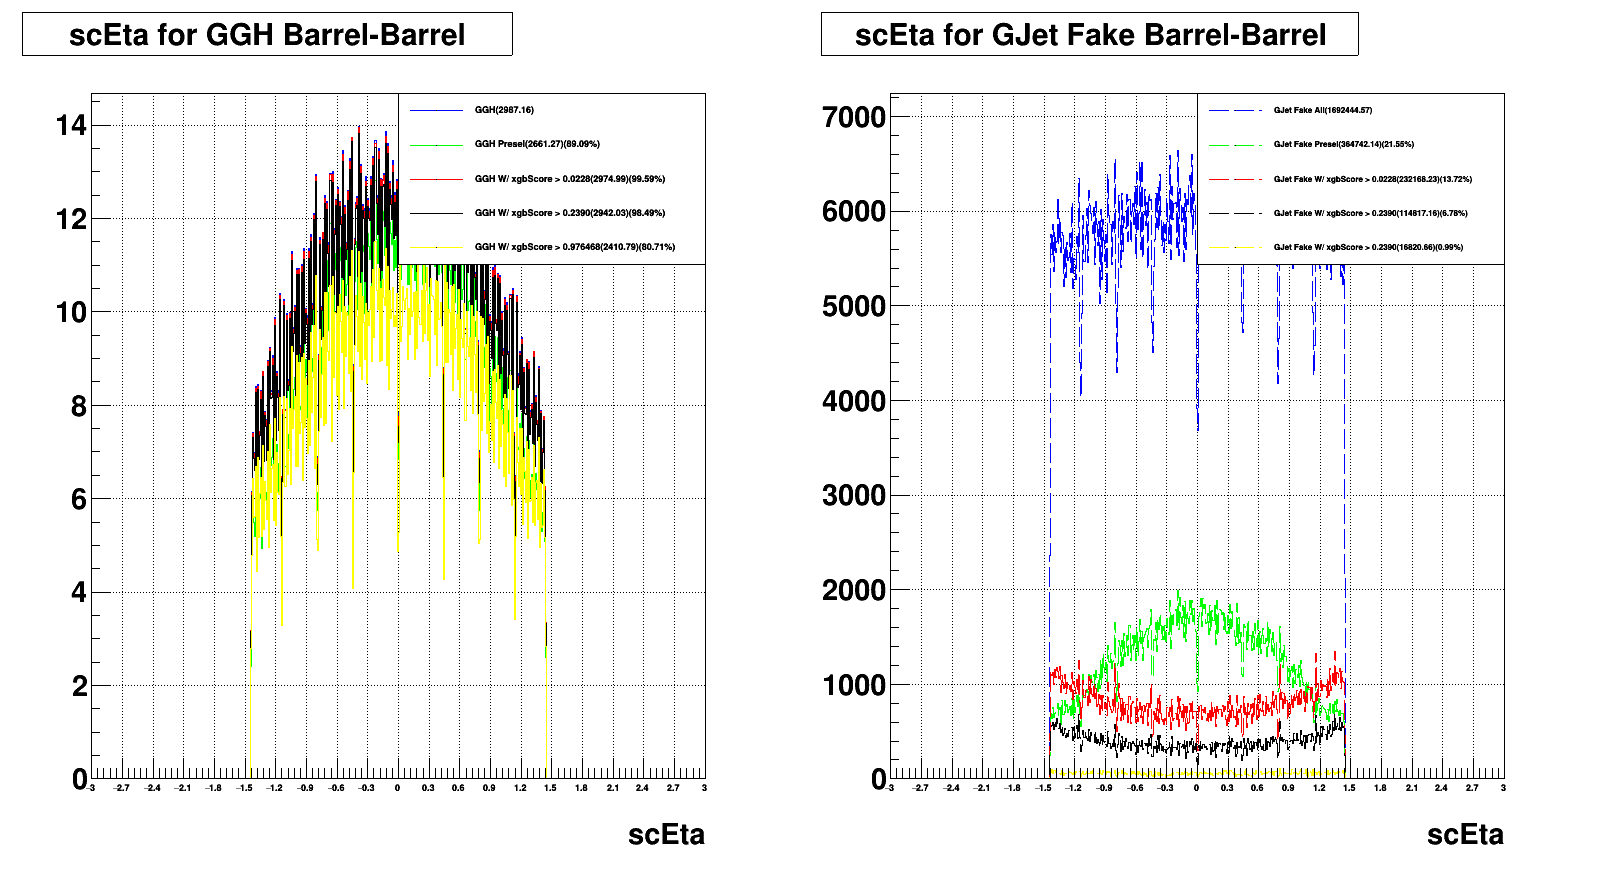 scEta for GGH Barrel-Barrel
GGH(2987.16)
GGH Presel(2661.27)(89.09%)
GGH W/ xgbScore > 0.0228(2974.99)(99.59%)
GGH W/ xgbScore > 0.2390(2942.03)(98.49%)
GGH W/ xgbScore > 0.976468(2410.79)(80.71%)
14
12
10
8
6
4
2
0
−3 −2.7 −2.4 −2.1 −1.8 −1.5 −1.2 −0.9 −0.6 −0.3 0 0.3 0.6 0.9 1.2 1.5 1.8 2.1 2.4 2.7 3
scEta
scEta for GJet Fake Barrel-Barrel
GJet Fake All(1692444.57)
GJet Fake Presel(364742.14)(21.55%)
GJet Fake W/ xgbScore > 0.0228(232168.23)(13.72%)
GJet Fake W/ xgbScore > 0.2390(114817.16)(6.78%)
GJet Fake W/ xgbScore > 0.2390(16820.66)(0.99%)
7000
6000
5000
4000
3000
2000
1000
0
−3 −2.7 −2.4 −2.1 −1.8 −1.5 −1.2 −0.9 −0.6 −0.3 0 0.3 0.6 0.9 1.2 1.5 1.8 2.1 2.4 2.7 3
scEta